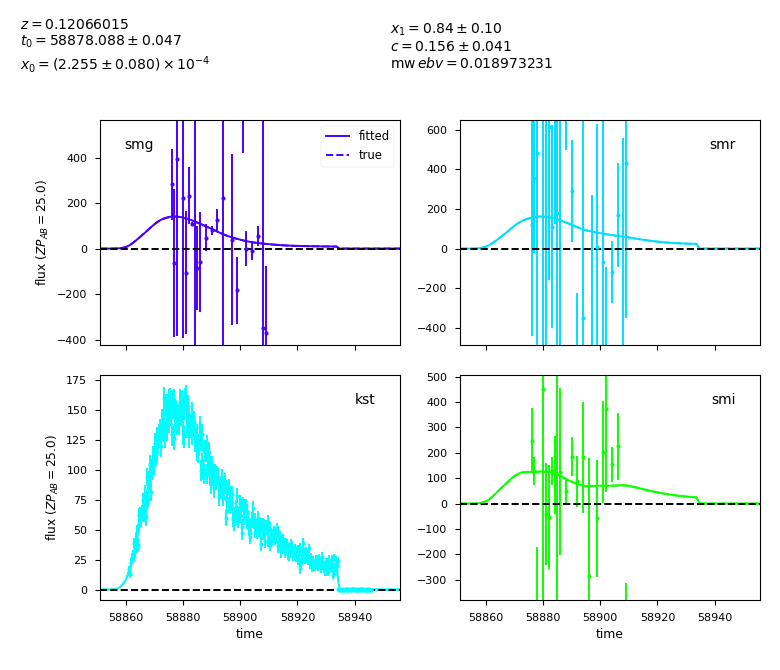 z = 0.12066015
t₀ = 58878.088 ± 0.047
x₀ = (2.255 ± 0.080) × 10⁻⁴
x₁ = 0.84 ± 0.10
c = 0.156 ± 0.041
mw ebv = 0.018973231
smg
fitted
true
400
200
0
−200
−400
flux (ZP_AB = 25.0)
smr
600
400
200
0
−200
−400
kst
175
150
125
100
75
50
25
0
flux (ZP_AB = 25.0)
58860 58880 58900 58920 58940
time
smi
500
400
300
200
100
0
−100
−200
−300
58860 58880 58900 58920 58940
time